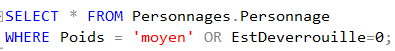 SELECT * FROM Personnages.Personnage
WHERE Poids = 'moyen' OR EstDeverrouille=0;